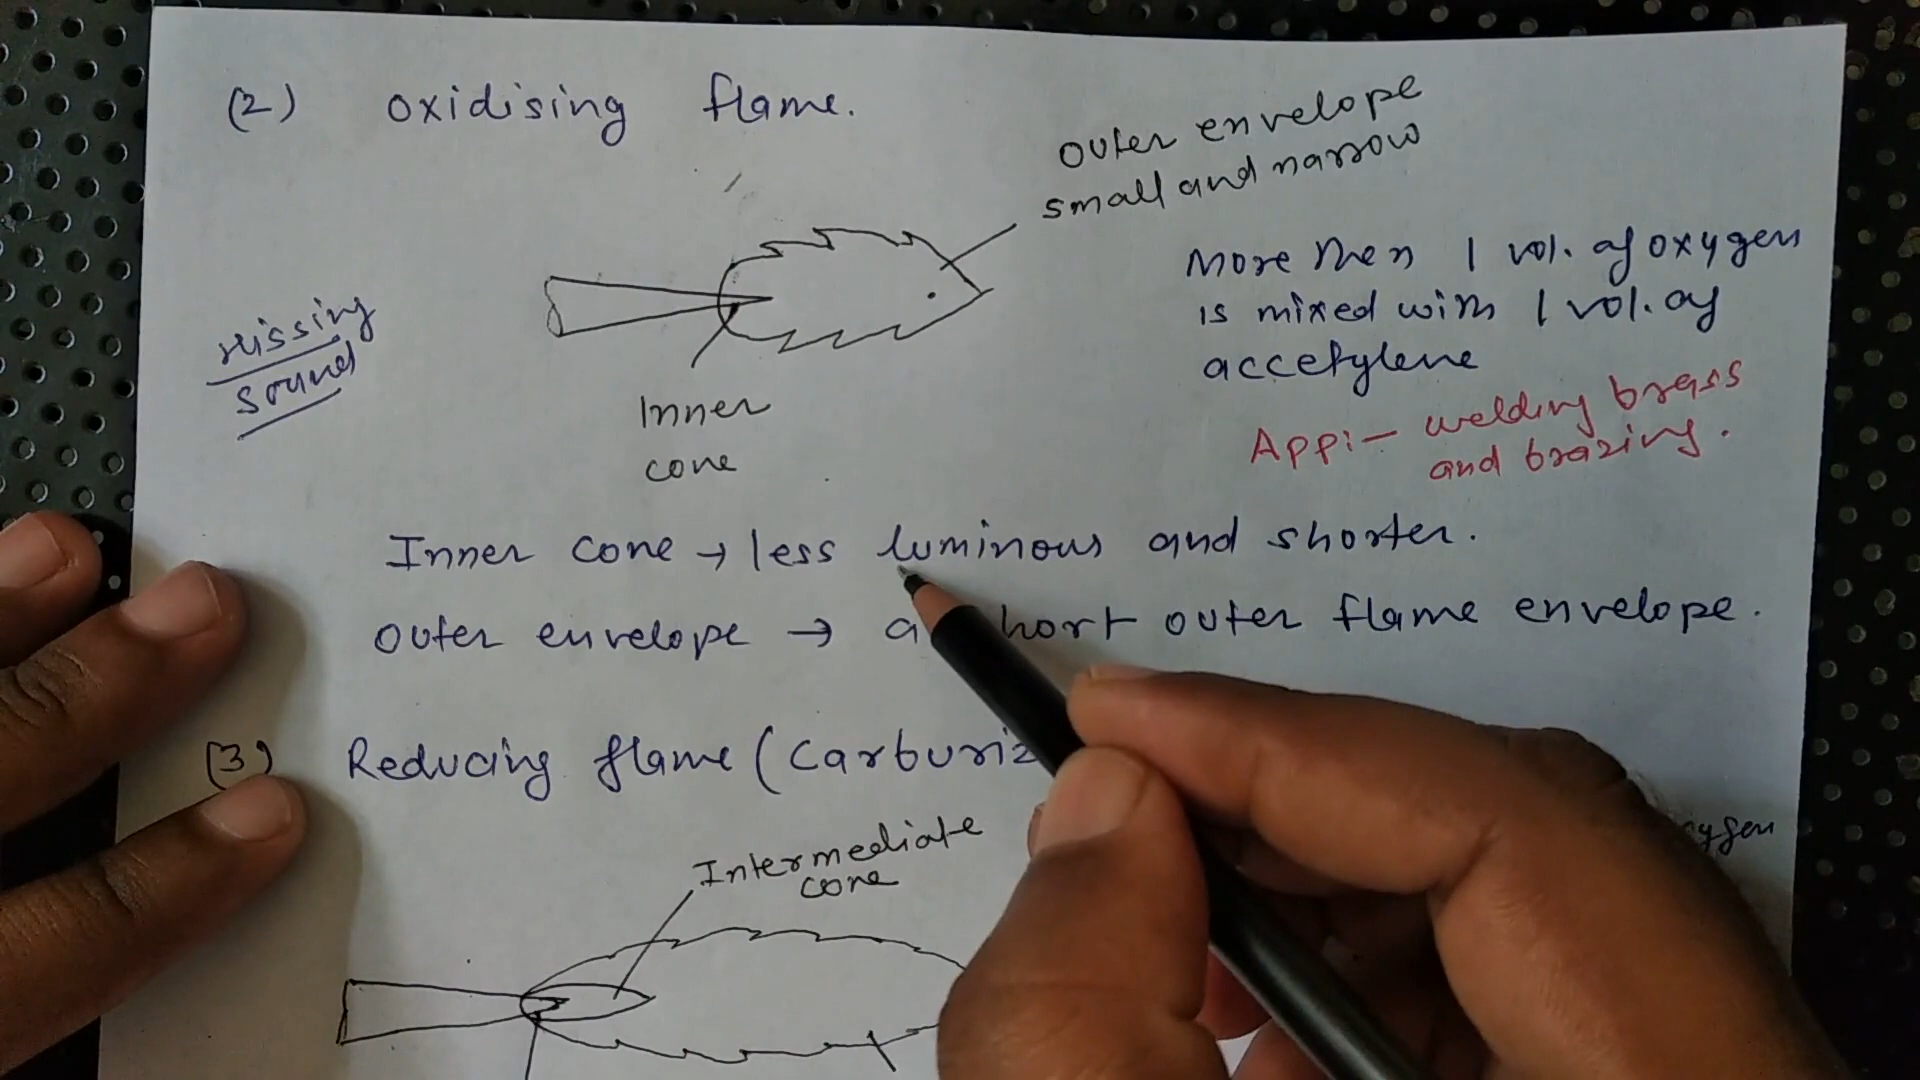 (2) oxidising flame.
outer envelope
small and narrow
More then 1 vol. of oxygen
is mixed with 1 vol. of
accetylene
Hissing
sound
App:- welding brass
and brazing.
Inner
cone
Inner cone → less luminous and shorter.
outer envelope → a hort outer flame envelope.
(3) Reducing flame (carburiz
Intermediate
cone
ygen